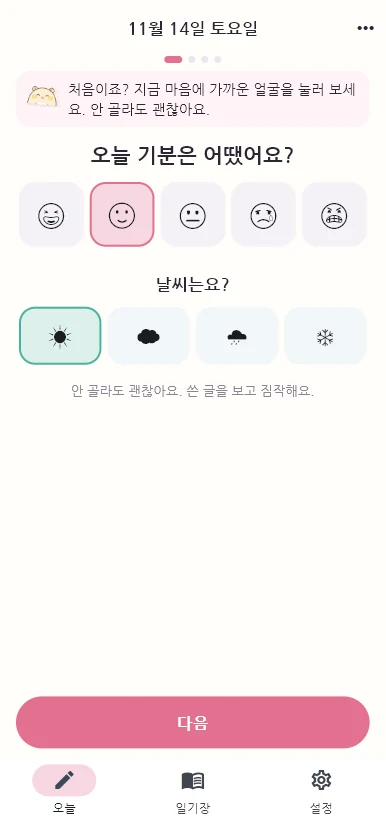 11월 14일 토요일
처음이죠? 지금 마음에 가까운 얼굴을 눌러 보세
요. 안 골라도 괜찮아요.
오늘 기분은 어땠어요?
날씨는요?
안 골라도 괜찮아요. 쓴 글을 보고 짐작해요.
다음
오늘
일기장
설정